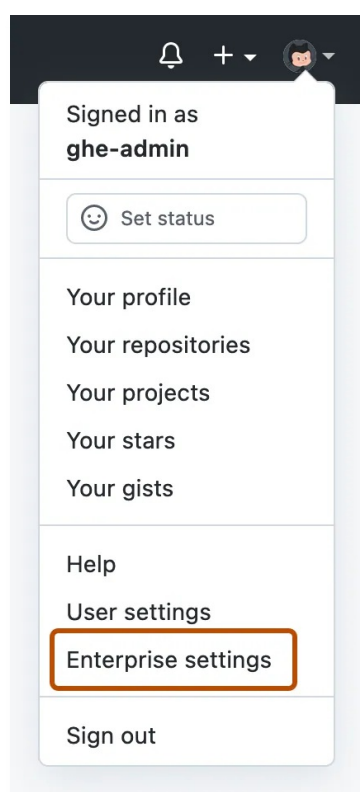 Signed in as
ghe-admin
Set status
Your profile
Your repositories
Your projects
Your stars
Your gists
Help
User settings
Enterprise settings
Sign out